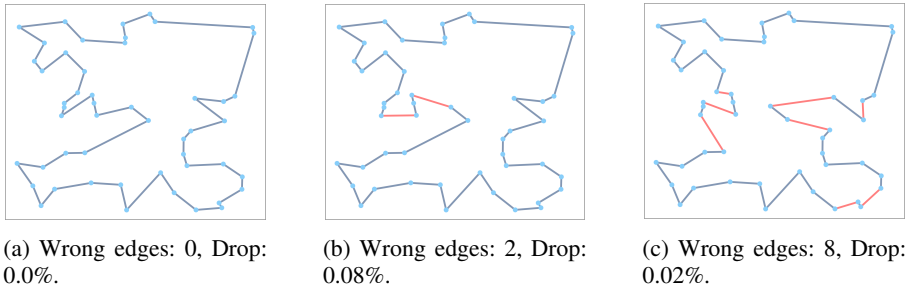 (a) Wrong edges: 0, Drop:
0.0%.
(b) Wrong edges: 2, Drop:
0.08%.
(c) Wrong edges: 8, Drop:
0.02%.